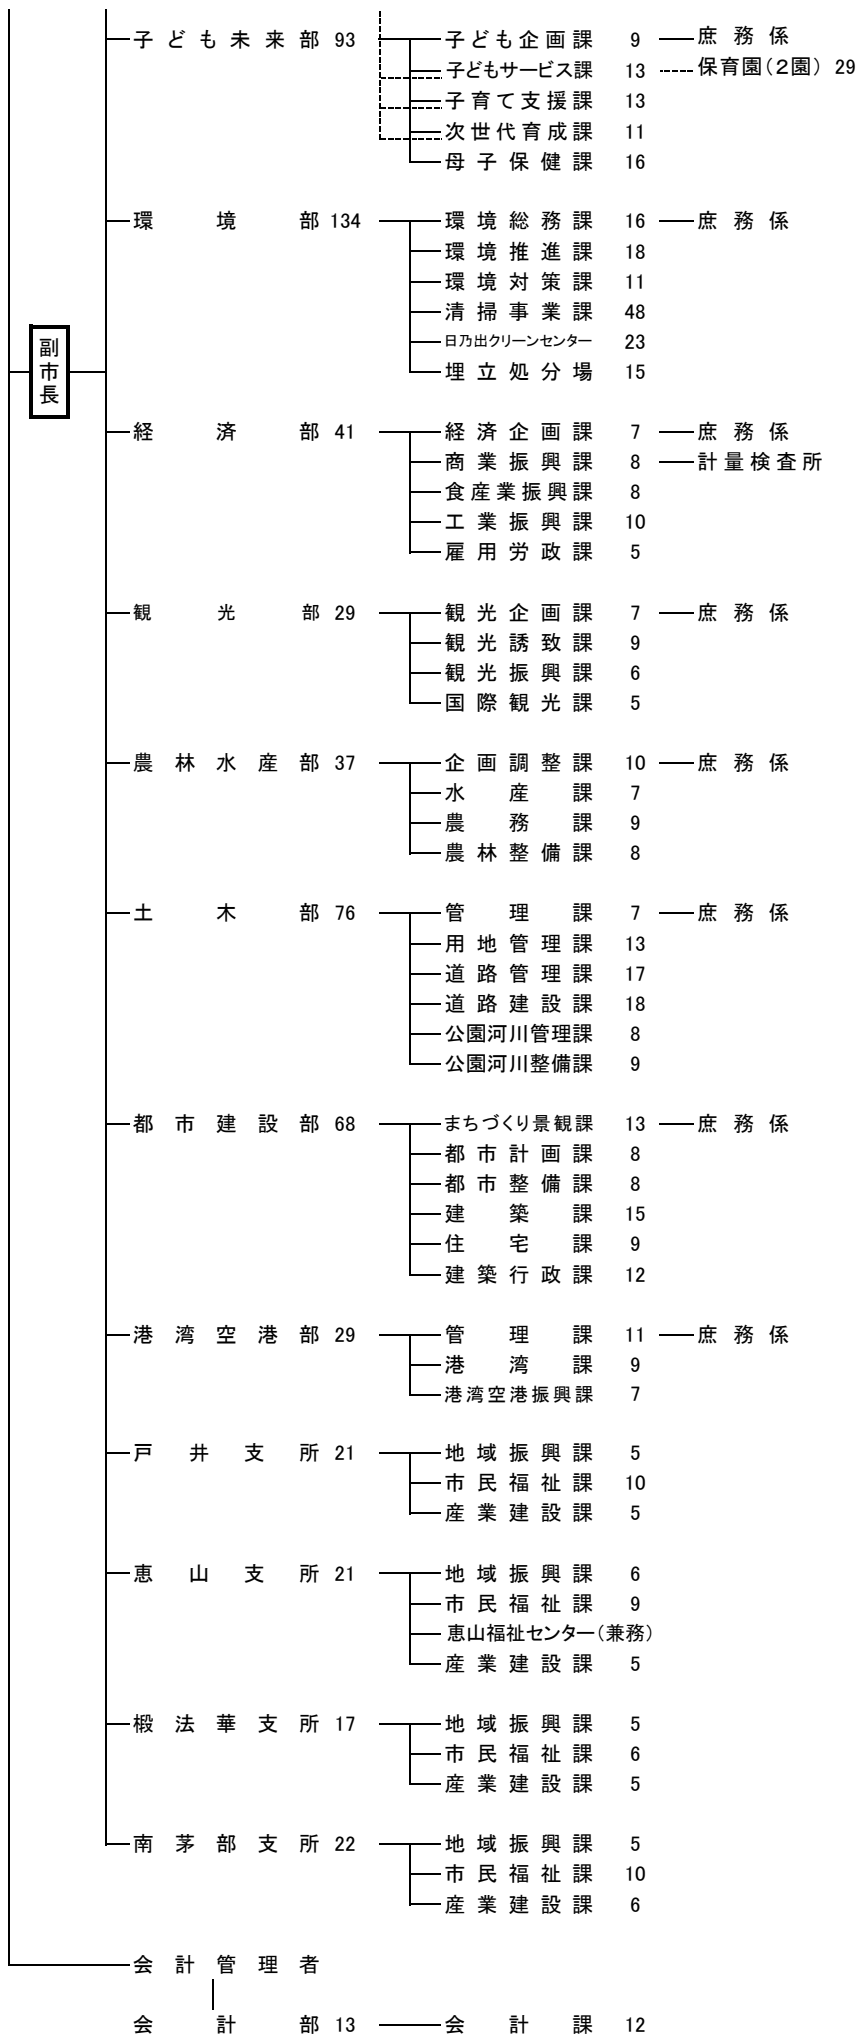 子ども未来部 93 子ども企画課 9 庶務係
子どもサービス課 13 保育園(2園) 29
子育て支援課 13
次世代育成課 11
母子保健課 16
環境部 134 環境総務課 16 庶務係
環境推進課 18
環境対策課 11
清掃事業課 48
日乃出クリーンセンター 23
副市長
埋立処分場 15
経済部 41 経済企画課 7 庶務係
商業振興課 8 計量検査所
食産業振興課 8
工業振興課 10
雇用労政課 5
観光部 29 観光企画課 7 庶務係
観光誘致課 9
観光振興課 6
国際観光課 5
農林水産部 37 企画調整課 10 庶務係
水産課 7
農務課 9
農林整備課 8
土木部 76 管理課 7 庶務係
用地管理課 13
道路管理課 17
道路建設課 18
公園河川管理課 8
公園河川整備課 9
都市建設部 68 まちづくり景観課 13 庶務係
都市計画課 8
都市整備課 8
建築課 15
住宅課 9
建築行政課 12
港湾空港部 29 管理課 11 庶務係
港湾課 9
港湾空港振興課 7
戸井支所 21 地域振興課 5
市民福祉課 10
産業建設課 5
恵山支所 21 地域振興課 6
市民福祉課 9
恵山福祉センター(兼務)
産業建設課 5
椴法華支所 17 地域振興課 5
市民福祉課 6
産業建設課 5
南茅部支所 22 地域振興課 5
市民福祉課 10
産業建設課 6
会計管理者
会計部 13 会計課 12